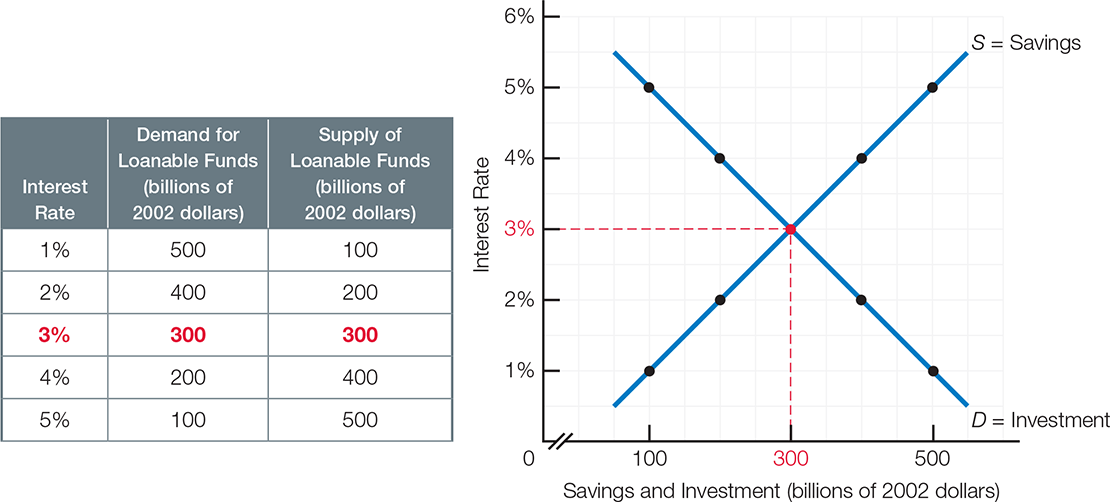 Interest
Rate
Demand for
Loanable Funds
(billions of
2002 dollars)
Supply of
Loanable Funds
(billions of
2002 dollars)
1% 500 100
2% 400 200
3% 300 300
4% 200 400
5% 100 500
6%
5%
4%
3%
2%
1%
Interest Rate
S = Savings
D = Investment
0 100 300 500
Savings and Investment (billions of 2002 dollars)